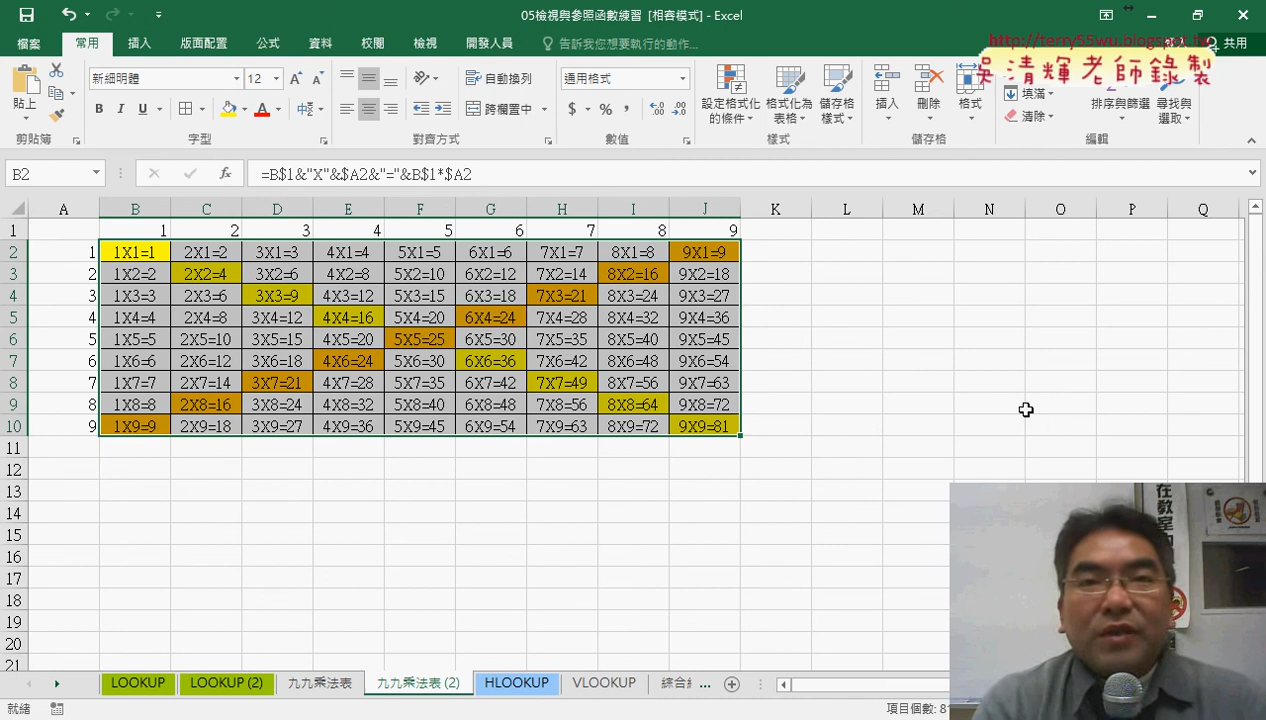 05檢視與參照函數練習 [相容模式] - Excel
http://terry55wu.blogspot.tw
吳清輝老師錄製
檔案 常用 插入 版面配置 公式 資料 校閱 檢視 開發人員 告訴我您想要執行的動作... 共用
新細明體 12 自動換列 通用格式
貼上 B I U 中 跨欄置中 $ % , 設定格式化的條件 格式化為表格 儲存格樣式 插入 刪除 格式 填滿 清除 排序與篩選 尋找與選取
剪貼簿 字型 對齊方式 數值 樣式 儲存格 編輯
B2 fx =B$1&"X"&$A2&"="&B$1*$A2
A B C D E F G H I J K L M N O P Q
1 1 2 3 4 5 6 7 8 9
2 1 1X1=1 2X1=2 3X1=3 4X1=4 5X1=5 6X1=6 7X1=7 8X1=8 9X1=9
3 2 1X2=2 2X2=4 3X2=6 4X2=8 5X2=10 6X2=12 7X2=14 8X2=16 9X2=18
4 3 1X3=3 2X3=6 3X3=9 4X3=12 5X3=15 6X3=18 7X3=21 8X3=24 9X3=27
5 4 1X4=4 2X4=8 3X4=12 4X4=16 5X4=20 6X4=24 7X4=28 8X4=32 9X4=36
6 5 1X5=5 2X5=10 3X5=15 4X5=20 5X5=25 6X5=30 7X5=35 8X5=40 9X5=45
7 6 1X6=6 2X6=12 3X6=18 4X6=24 5X6=30 6X6=36 7X6=42 8X6=48 9X6=54
8 7 1X7=7 2X7=14 3X7=21 4X7=28 5X7=35 6X7=42 7X7=49 8X7=56 9X7=63
9 8 1X8=8 2X8=16 3X8=24 4X8=32 5X8=40 6X8=48 7X8=56 8X8=64 9X8=72
10 9 1X9=9 2X9=18 3X9=27 4X9=36 5X9=45 6X9=54 7X9=63 8X9=72 9X9=81
11
12
13
14
15
16
17
18
19
20
21
在教室內
LOOKUP LOOKUP (2) 九九乘法表 九九乘法表 (2) HLOOKUP VLOOKUP 綜合 ...
就緒 項目個數: 8